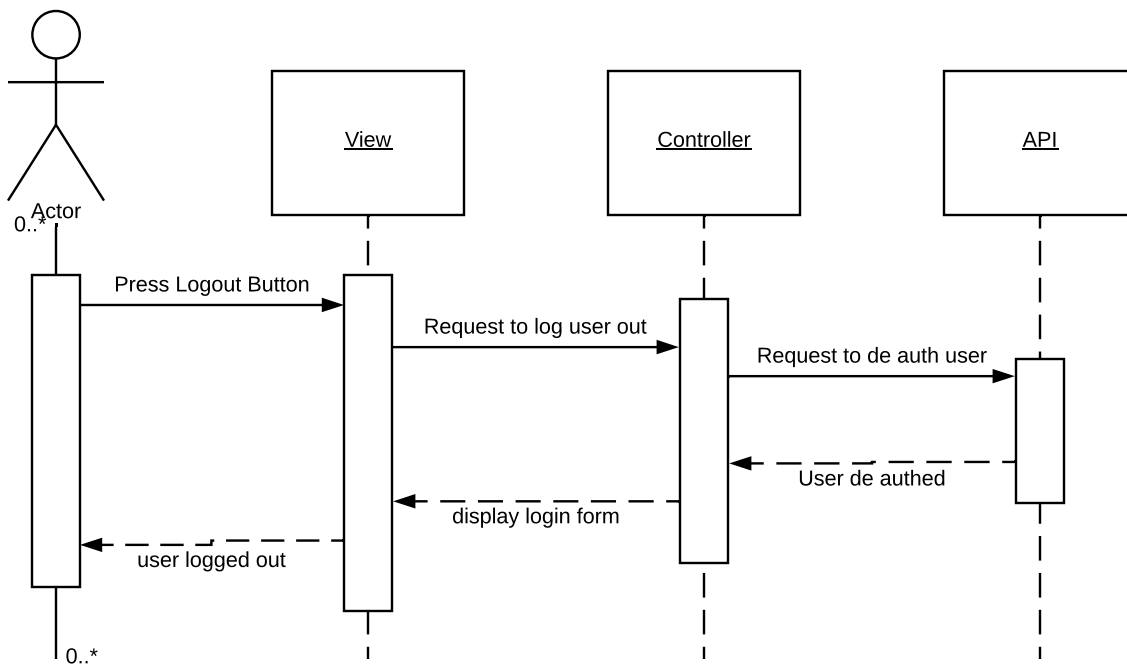 View
Controller
API
Actor
0..*
Press Logout Button
Request to log user out
Request to de auth user
User de authed
display login form
user logged out
0..*